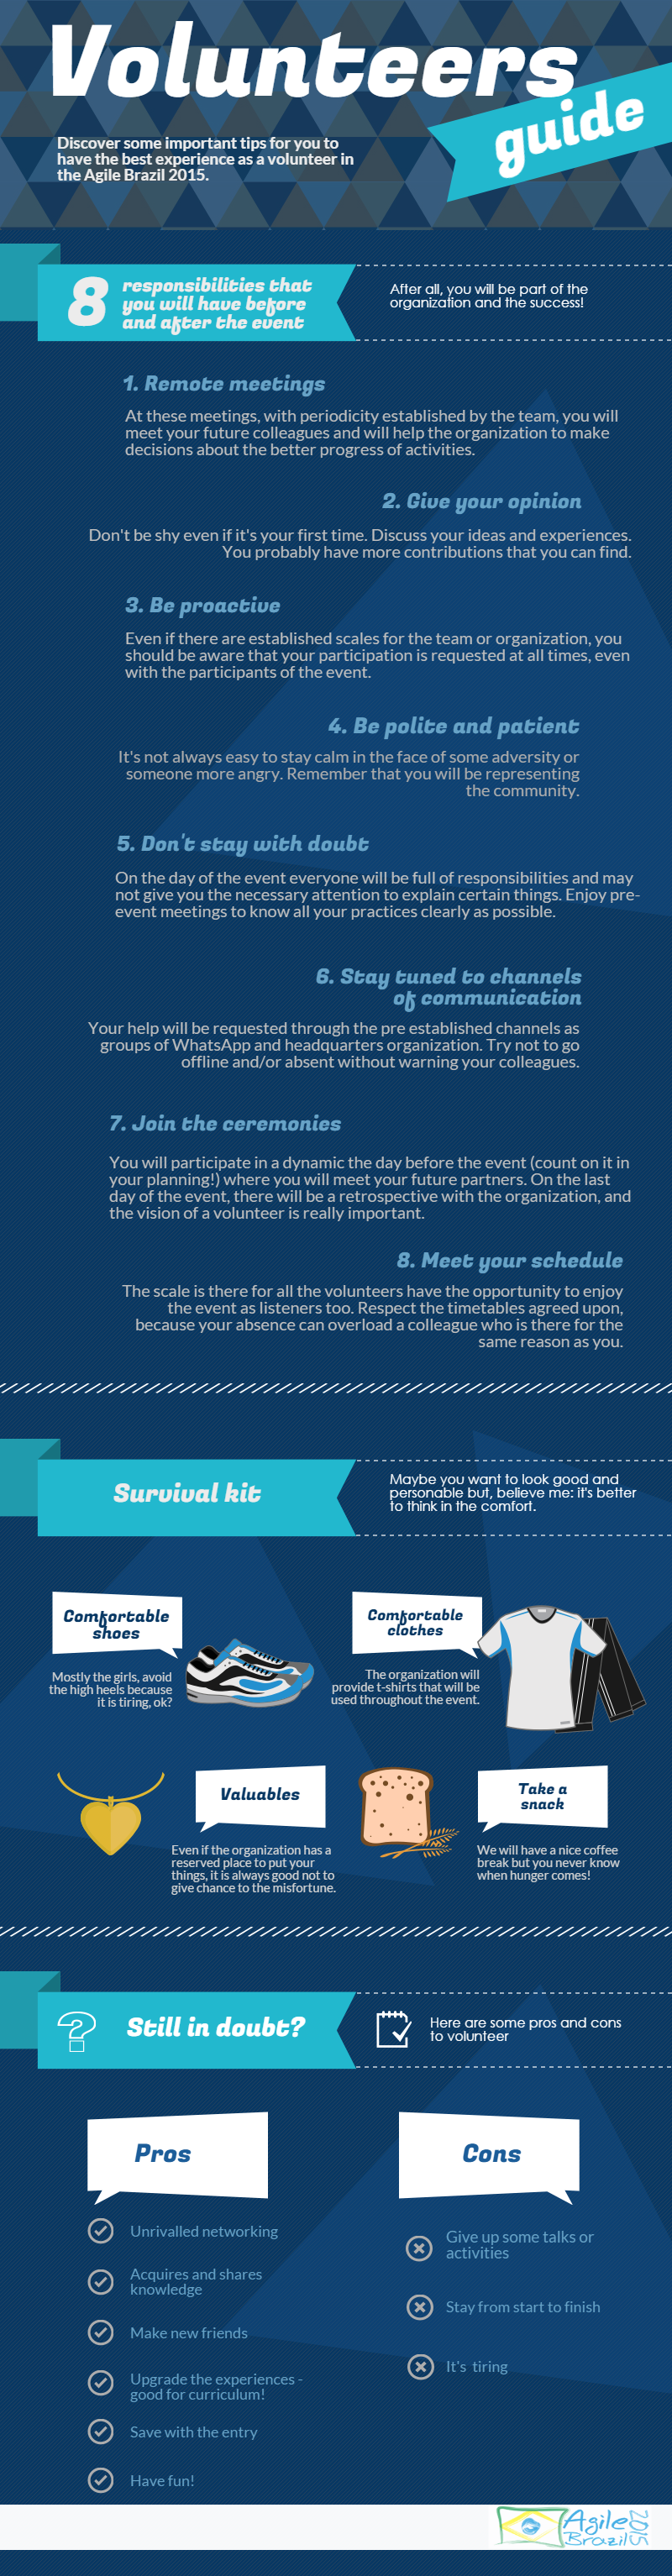 Volunteers
guide
Discover some important tips for you to
have the best experience as a volunteer in
the Agile Brazil 2015.
8
responsibilities that
you will have before
and after the event
After all, you will be part of the
organization and the success!
1. Remote meetings
At these meetings, with periodicity established by the team, you will
meet your future colleagues and will help the organization to make
decisions about the better progress of activities.
2. Give your opinion
Don't be shy even if it's your first time. Discuss your ideas and experiences.
You probably have more contributions that you can find.
3. Be proactive
Even if there are established scales for the team or organization, you
should be aware that your participation is requested at all times, even
with the participants of the event.
4. Be polite and patient
It's not always easy to stay calm in the face of some adversity or
someone more angry. Remember that you will be representing
the community.
5. Don't stay with doubt
On the day of the event everyone will be full of responsibilities and may
not give you the necessary attention to explain certain things. Enjoy pre-
event meetings to know all your practices clearly as possible.
6. Stay tuned to channels
of communication
Your help will be requested through the pre established channels as
groups of WhatsApp and headquarters organization. Try not to go
offline and/or absent without warning your colleagues.
7. Join the ceremonies
You will participate in a dynamic the day before the event (count on it in
your planning!) where you will meet your future partners. On the last
day of the event, there will be a retrospective with the organization, and
the vision of a volunteer is really important.
8. Meet your schedule
The scale is there for all the volunteers have the opportunity to enjoy
the event as listeners too. Respect the timetables agreed upon,
because your absence can overload a colleague who is there for the
same reason as you.
Survival kit
Maybe you want to look good and
personable but, believe me: it's better
to think in the comfort.
Comfortable
shoes
Mostly the girls, avoid
the high heels because
it is tiring, ok?
Comfortable
clothes
The organization will
provide t-shirts that will be
used throughout the event.
Valuables
Even if the organization has a
reserved place to put your
things, it is always good not to
give chance to the misfortune.
Take a
snack
We will have a nice coffee
break but you never know
when hunger comes!
Still in doubt?
Here are some pros and cons
to volunteer
Pros
Unrivalled networking
Acquires and shares
knowledge
Make new friends
Upgrade the experiences -
good for curriculum!
Save with the entry
Have fun!
Cons
Give up some talks or
activities
Stay from start to finish
It's tiring
Agile
Brazil
2015